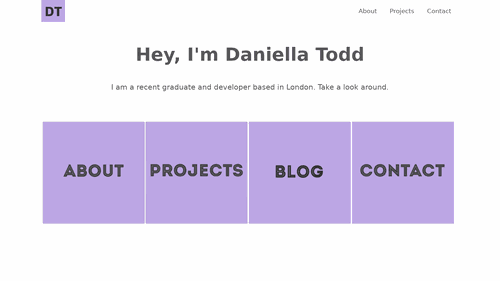 DT
About Projects Contact
Hey, I'm Daniella Todd
I am a recent graduate and developer based in London. Take a look around.
ABOUT
PROJECTS
BLOG
CONTACT